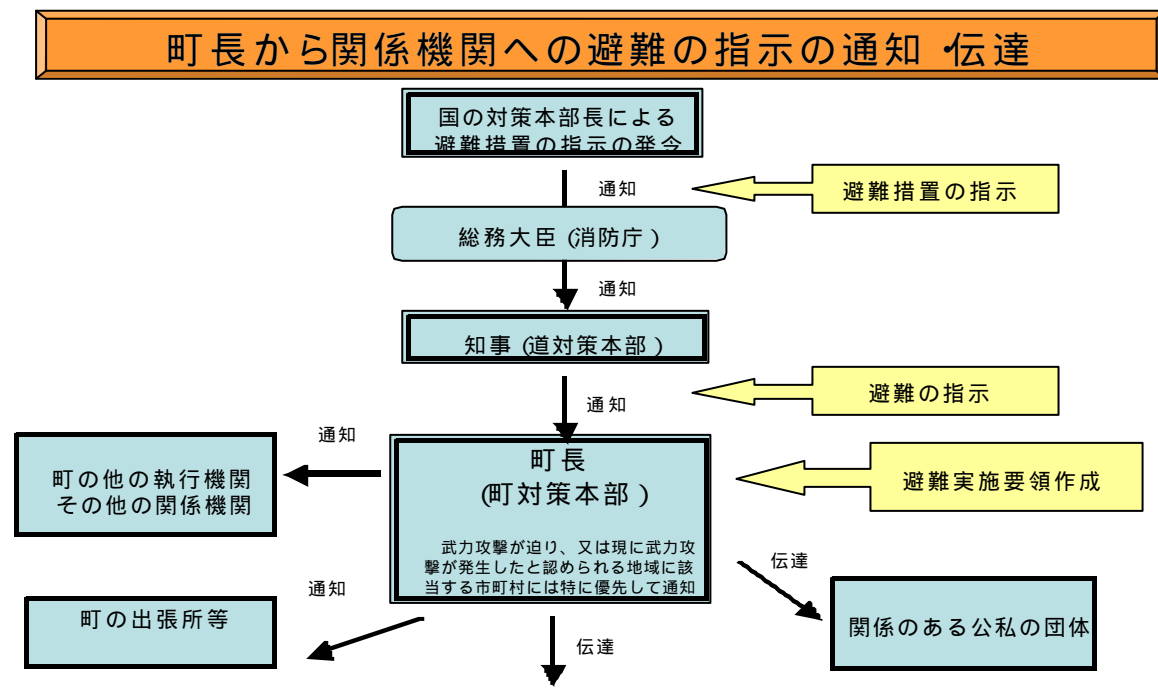 町長から関係機関への避難の指示の通知・伝達
国の対策本部長による
避難措置の指示の発令
通知
避難措置の指示
総務大臣(消防庁)
通知
知事(道対策本部)
避難の指示
通知
通知
町の他の執行機関
その他の関係機関
町長
(町対策本部)
武力攻撃が迫り、又は現に武力攻
撃が発生したと認められる地域に該
当する市町村には特に優先して通知
避難実施要領作成
伝達
通知
町の出張所等
関係のある公私の団体
伝達